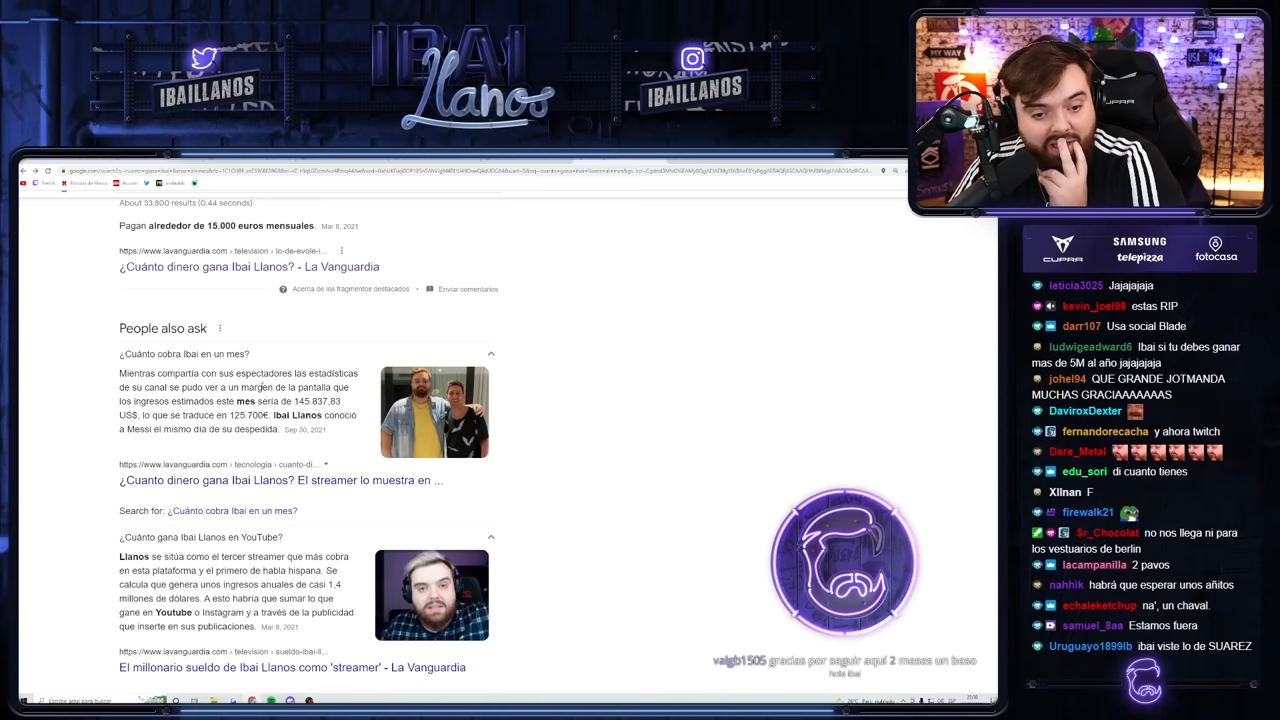 IBAI
Llanos
IBAILLANOS
IBAILLANOS
About 33,800 results (0.44 seconds)
Pagan alrededor de 15.000 euros mensuales. Mar 8, 2021
https://www.lavanguardia.com › television › lo-de-evole-i...
¿Cuánto dinero gana Ibai Llanos? - La Vanguardia
Acerca de los fragmentos destacados • Enviar comentarios
People also ask
¿Cuánto cobra Ibai en un mes?
Mientras compartía con sus espectadores las estadísticas
de su canal se pudo ver a un margen de la pantalla que
los ingresos estimados este mes sería de 145.837,83
US$, lo que se traduce en 125.700€. Ibai Llanos conoció
a Messi el mismo día de su despedida. Sep 30, 2021
https://www.lavanguardia.com › tecnologia › cuanto-di...
¿Cuanto dinero gana Ibai Llanos? El streamer lo muestra en ...
Search for: ¿Cuánto cobra Ibai en un mes?
¿Cuánto gana Ibai Llanos en YouTube?
Llanos se sitúa como el tercer streamer que más cobra
en esta plataforma y el primero de habla hispana. Se
calcula que genera unos ingresos anuales de casi 1,4
millones de dólares. A esto habría que sumar lo que
gane en Youtube o Instagram y a través de la publicidad
que inserte en sus publicaciones. Mar 8, 2021
https://www.lavanguardia.com › television › sueldo-ibai-ll...
El millonario sueldo de Ibai Llanos como 'streamer' - La Vanguardia
valgb1505 gracias por seguir aquí 2 meses un beso
hola ibai
CUPRA
SAMSUNG
telepizza
fotocasa
leticia3025 Jajajajaja
kevin_joel98 estas RIP
darr107 Usa social Blade
ludwigeadward6 Ibai si tu debes ganar
mas de 5M al año jajajajaja
johel94 QUE GRANDE JOTMANDA
MUCHAS GRACIAAAAAAS
DaviroxDexter
fernandorecacha y ahora twitch
Dare_Metal
edu_sori di cuanto tienes
Xllnan F
firewalk21
Sr_Chocolat no nos llega ni para
los vestuarios de berlin
lacampanilla 2 pavos
nahhik habrá que esperar unos añitos
echaleketchup na', un chaval.
samuel_8aa Estamos fuera
Uruguayo1899lb ibai viste lo de SUAREZ